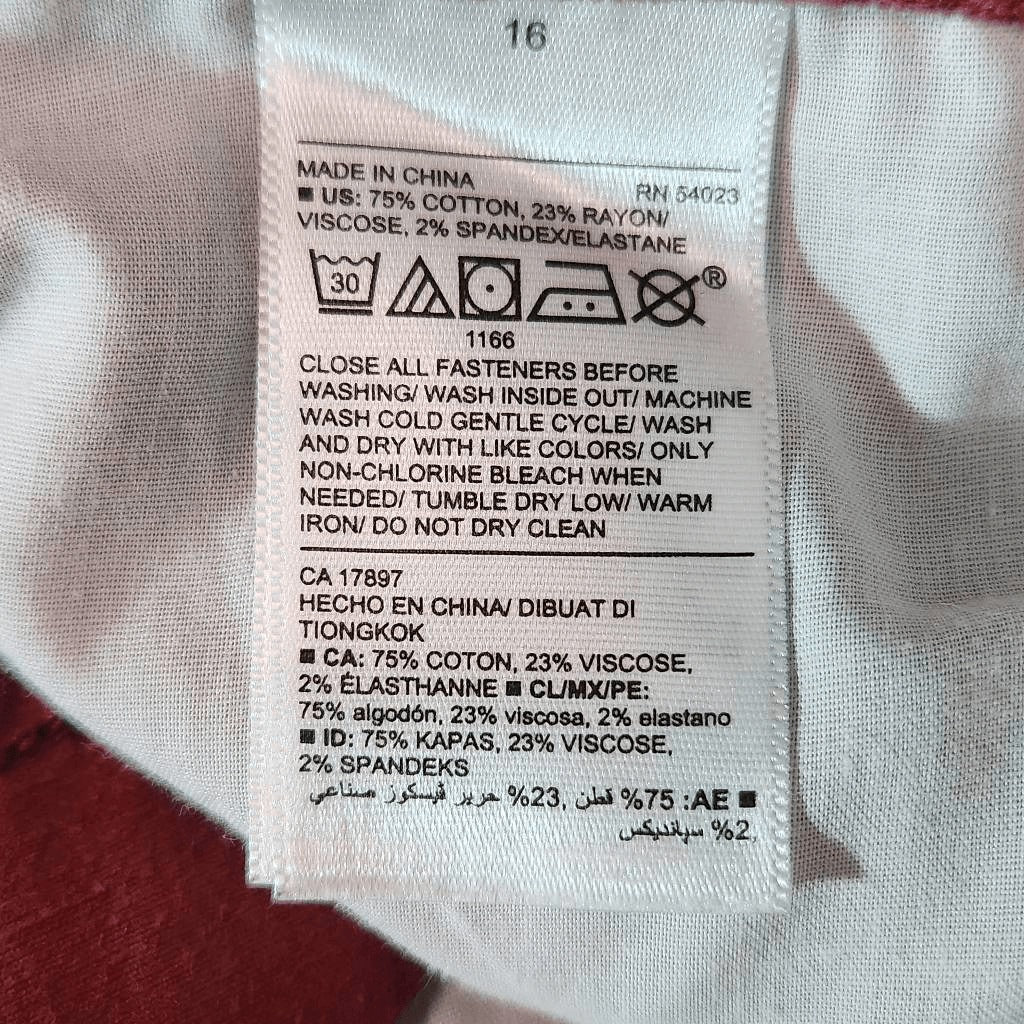 16
MADE IN CHINA
RN 54023
■ US: 75% COTTON, 23% RAYON/
VISCOSE, 2% SPANDEX/ELASTANE
30
®
1166
CLOSE ALL FASTENERS BEFORE
WASHING/ WASH INSIDE OUT/ MACHINE
WASH COLD GENTLE CYCLE/ WASH
AND DRY WITH LIKE COLORS/ ONLY
NON-CHLORINE BLEACH WHEN
NEEDED/ TUMBLE DRY LOW/ WARM
IRON/ DO NOT DRY CLEAN
CA 17897
HECHO EN CHINA/ DIBUAT DI
TIONGKOK
■ CA: 75% COTON, 23% VISCOSE,
2% ÉLASTHANNE ■ CL/MX/PE:
75% algodón, 23% viscosa, 2% elastano
■ ID: 75% KAPAS, 23% VISCOSE,
2% SPANDEKS
■ AE: 75% قطن, 23% حرير فيسكوز صناعي
,2% سپانديكس